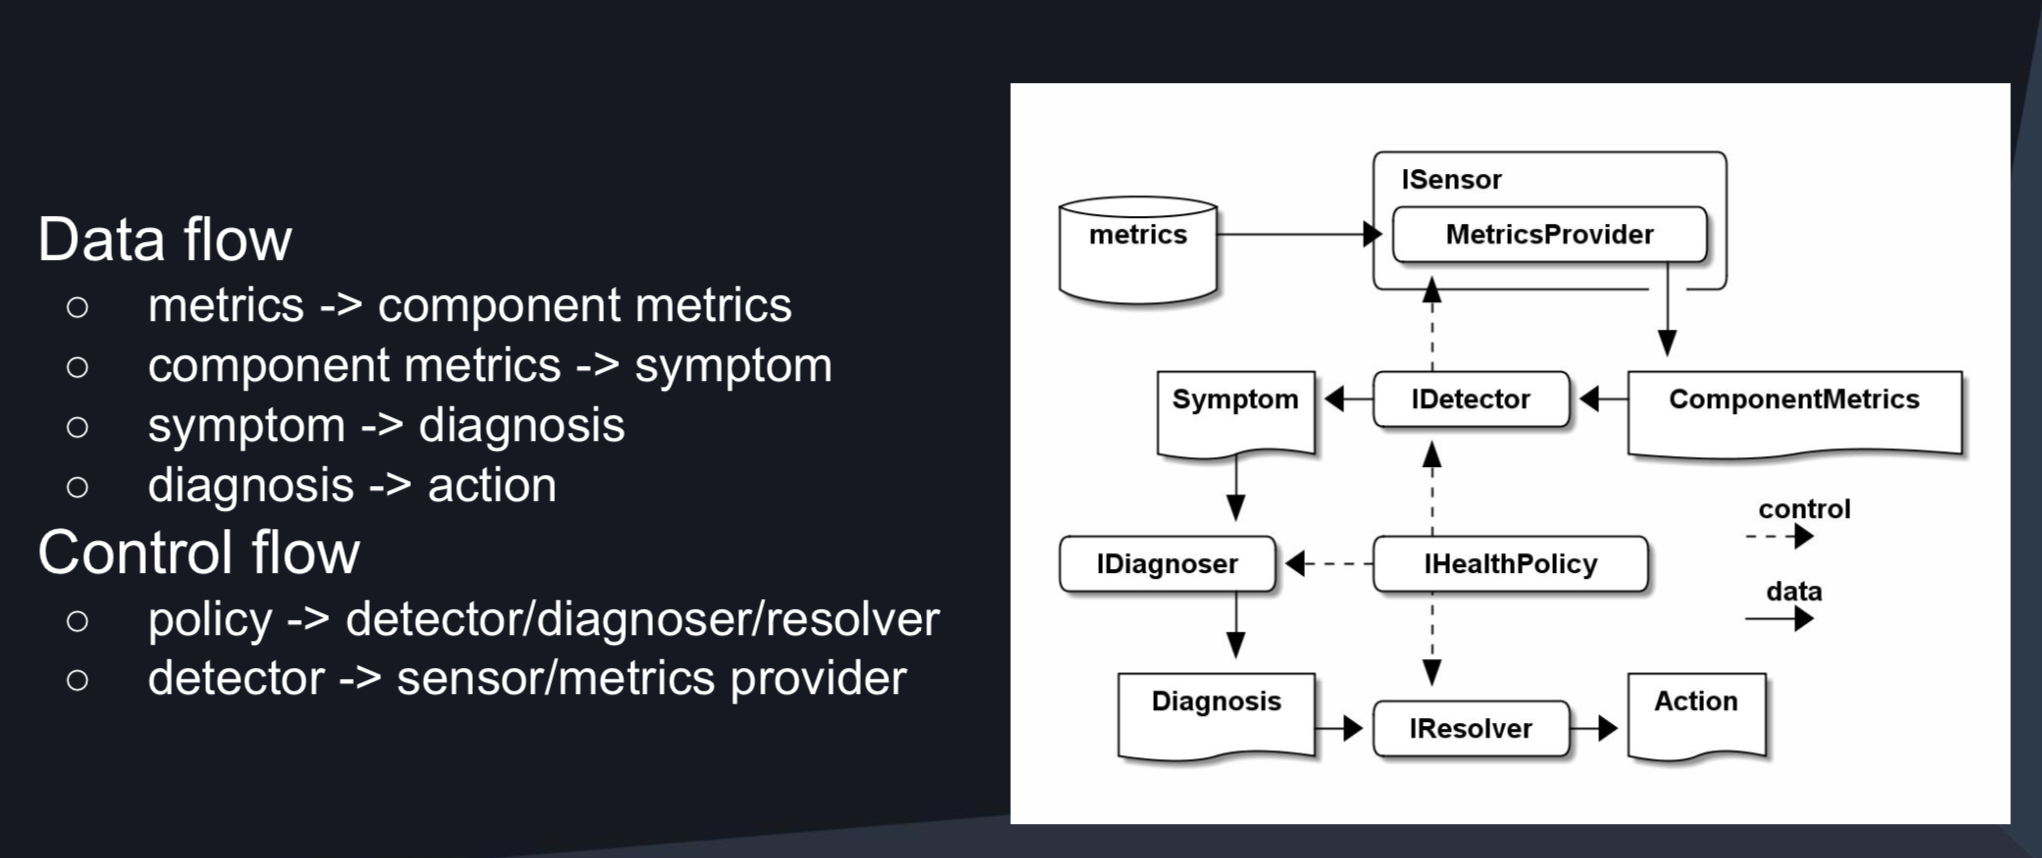 Data flow
○ metrics -> component metrics
○ component metrics -> symptom
○ symptom -> diagnosis
○ diagnosis -> action
Control flow
○ policy -> detector/diagnoser/resolver
○ detector -> sensor/metrics provider
ISensor
metrics
MetricsProvider
Symptom
IDetector
ComponentMetrics
control
IDiagnoser
IHealthPolicy
data
Diagnosis
IResolver
Action